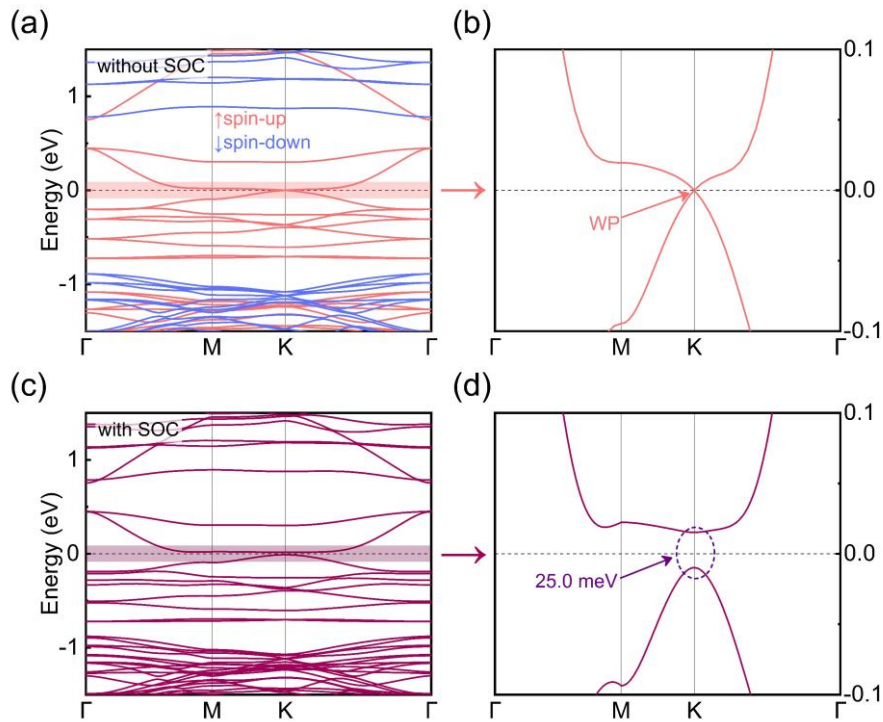 (a)
(b)
without SOC
↑spin-up
↓spin-down
Energy (eV)
1
0
-1
Γ M K Γ
WP
0.1
0.0
-0.1
Γ M K Γ
(c)
(d)
with SOC
Energy (eV)
1
0
-1
Γ M K Γ
25.0 meV
0.1
0.0
-0.1
Γ M K Γ